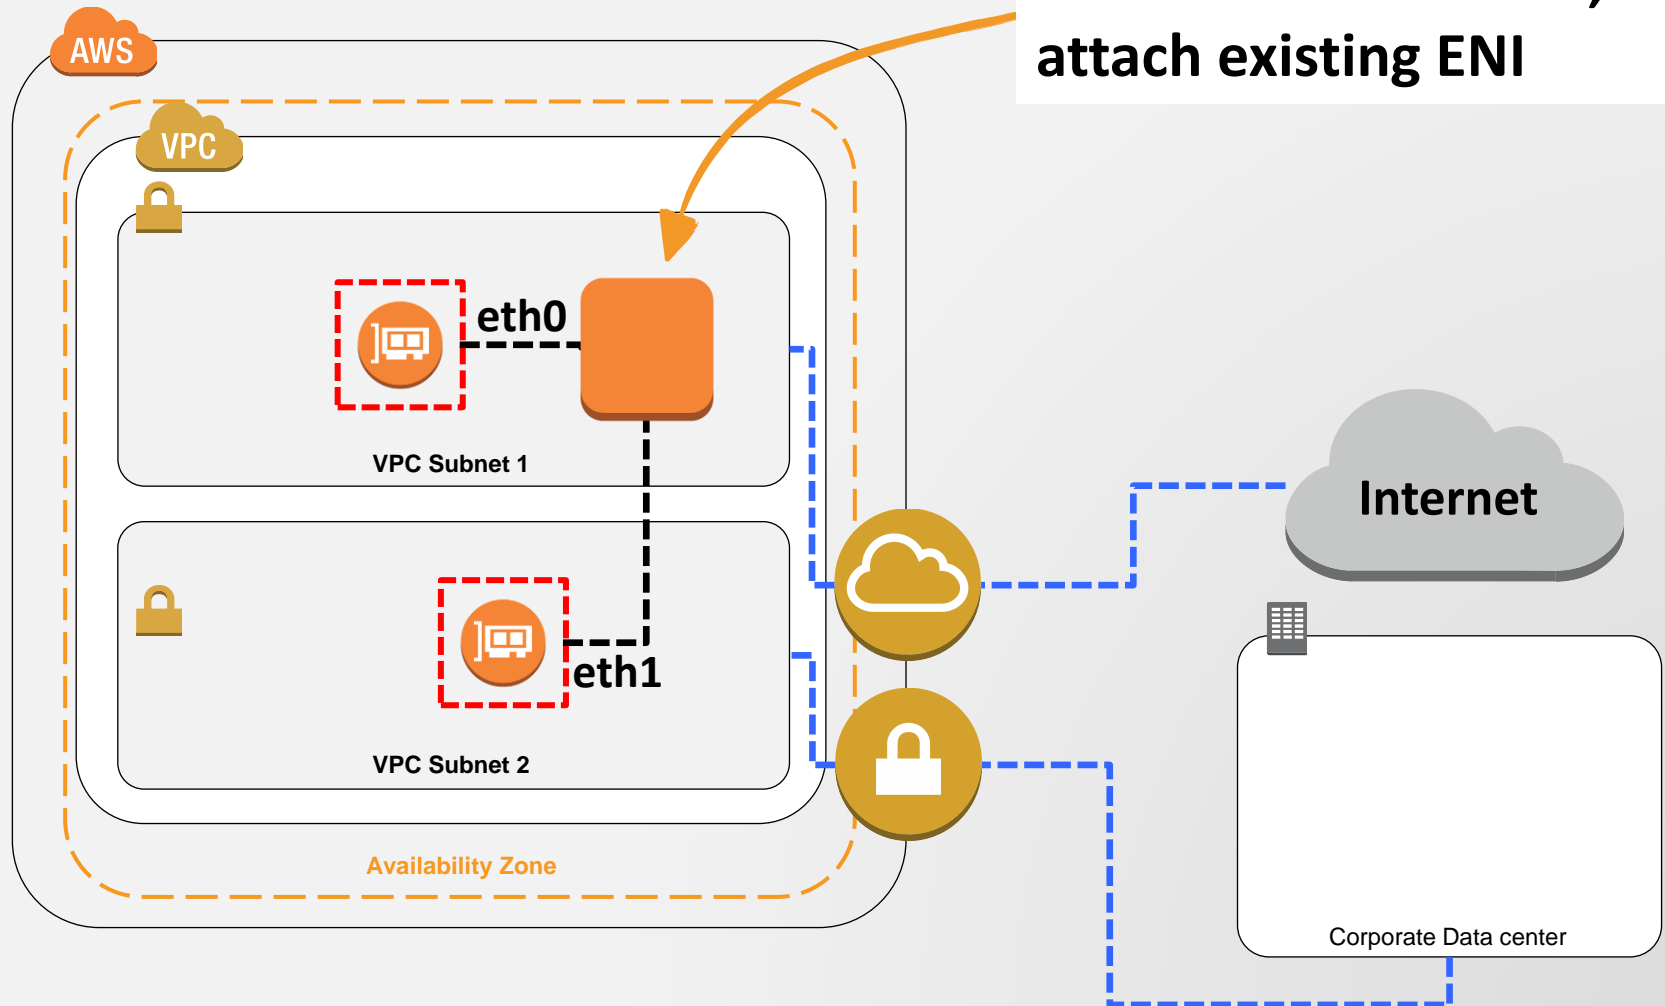 AWS
attach existing ENI
VPC
eth0
VPC Subnet 1
Internet
eth1
VPC Subnet 2
Availability Zone
Corporate Data center